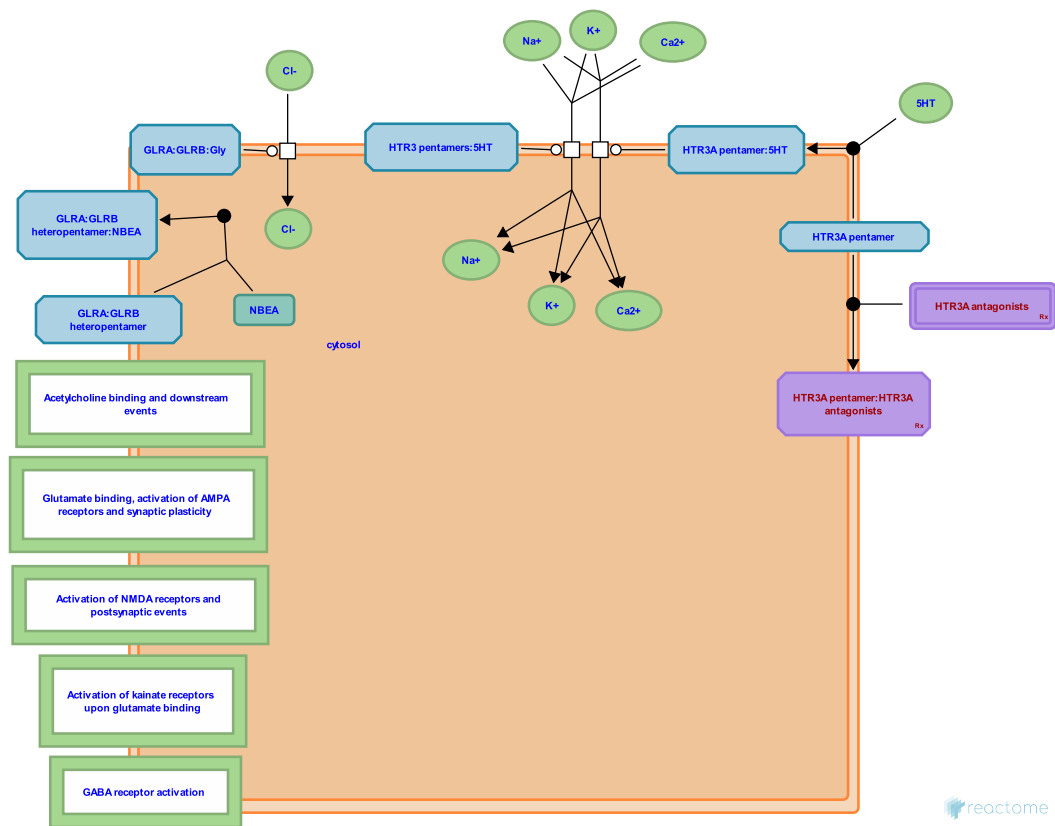 Na+
K+
Ca2+
Cl-
5HT
GLRA:GLRB:Gly
HTR3 pentamers:5HT
HTR3A pentamer:5HT
GLRA:GLRB
heteropentamer:NBEA
Cl-
HTR3A pentamer
Na+
K+
Ca2+
GLRA:GLRB
heteropentamer
NBEA
HTR3A antagonists
Rx
cytosol
Acetylcholine binding and downstream
events
HTR3A pentamer:HTR3A
antagonists
Rx
Glutamate binding, activation of AMPA
receptors and synaptic plasticity
Activation of NMDA receptors and
postsynaptic events
Activation of kainate receptors
upon glutamate binding
GABA receptor activation
reactome